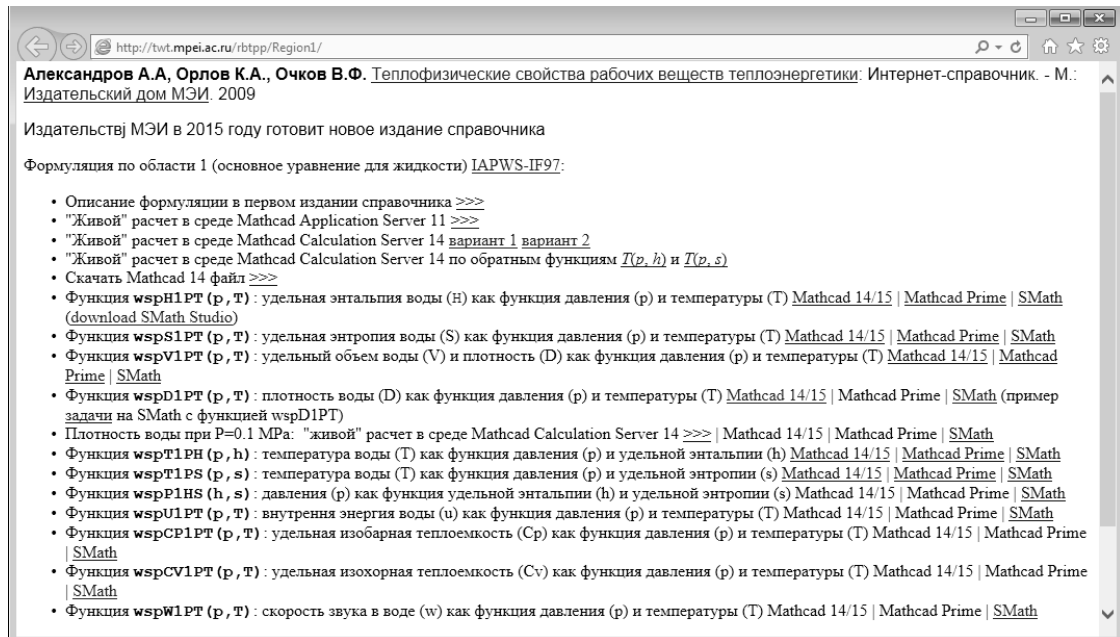 http://twt.mpei.ac.ru/rbtpp/Region1/
Александров А.А, Орлов К.А., Очков В.Ф. Теплофизические свойства рабочих веществ теплоэнергетики: Интернет-справочник. - М.:
Издательский дом МЭИ. 2009
Издательствj МЭИ в 2015 году готовит новое издание справочника
Формуляция по области 1 (основное уравнение для жидкости) IAPWS-IF97:
• Описание формуляции в первом издании справочника >>>
• "Живой" расчет в среде Mathcad Application Server 11 >>>
• "Живой" расчет в среде Mathcad Calculation Server 14 вариант 1 вариант 2
• "Живой" расчет в среде Mathcad Calculation Server 14 по обратным функциям T(p, h) и T(p, s)
• Скачать Mathcad 14 файл >>>
• Функция wspH1PT(p,T): удельная энтальпия воды (H) как функция давления (p) и температуры (T) Mathcad 14/15 | Mathcad Prime | SMath
(download SMath Studio)
• Функция wspS1PT(p,T): удельная энтропия воды (S) как функция давления (p) и температуры (T) Mathcad 14/15 | Mathcad Prime | SMath
• Функция wspV1PT(p,T): удельный объем воды (V) и плотность (D) как функция давления (p) и температуры (T) Mathcad 14/15 | Mathcad
Prime | SMath
• Функция wspD1PT(p,T): плотность воды (D) как функция давления (p) и температуры (T) Mathcad 14/15 | Mathcad Prime | SMath (пример
задачи на SMath с функцией wspD1PT)
• Плотность воды при P=0.1 MPa: "живой" расчет в среде Mathcad Calculation Server 14 >>> | Mathcad 14/15 | Mathcad Prime | SMath
• Функция wspT1PH(p,h): температура воды (T) как функция давления (p) и удельной энтальпии (h) Mathcad 14/15 | Mathcad Prime | SMath
• Функция wspT1PS(p,s): температура воды (T) как функция давления (p) и удельной энтропии (s) Mathcad 14/15 | Mathcad Prime | SMath
• Функция wspP1HS(h,s): давления (p) как функция удельной энтальпии (h) и удельной энтропии (s) Mathcad 14/15 | Mathcad Prime | SMath
• Функция wspU1PT(p,T): внутрення энергия воды (u) как функция давления (p) и температуры (T) Mathcad 14/15 | Mathcad Prime | SMath
• Функция wspCP1PT(p,T): удельная изобарная теплоемкость (Cp) как функция давления (p) и температуры (T) Mathcad 14/15 | Mathcad Prime
| SMath
• Функция wspCV1PT(p,T): удельная изохорная теплоемкость (Cv) как функция давления (p) и температуры (T) Mathcad 14/15 | Mathcad Prime
| SMath
• Функция wspW1PT(p,T): скорость звука в воде (w) как функция давления (p) и температуры (T) Mathcad 14/15 | Mathcad Prime | SMath